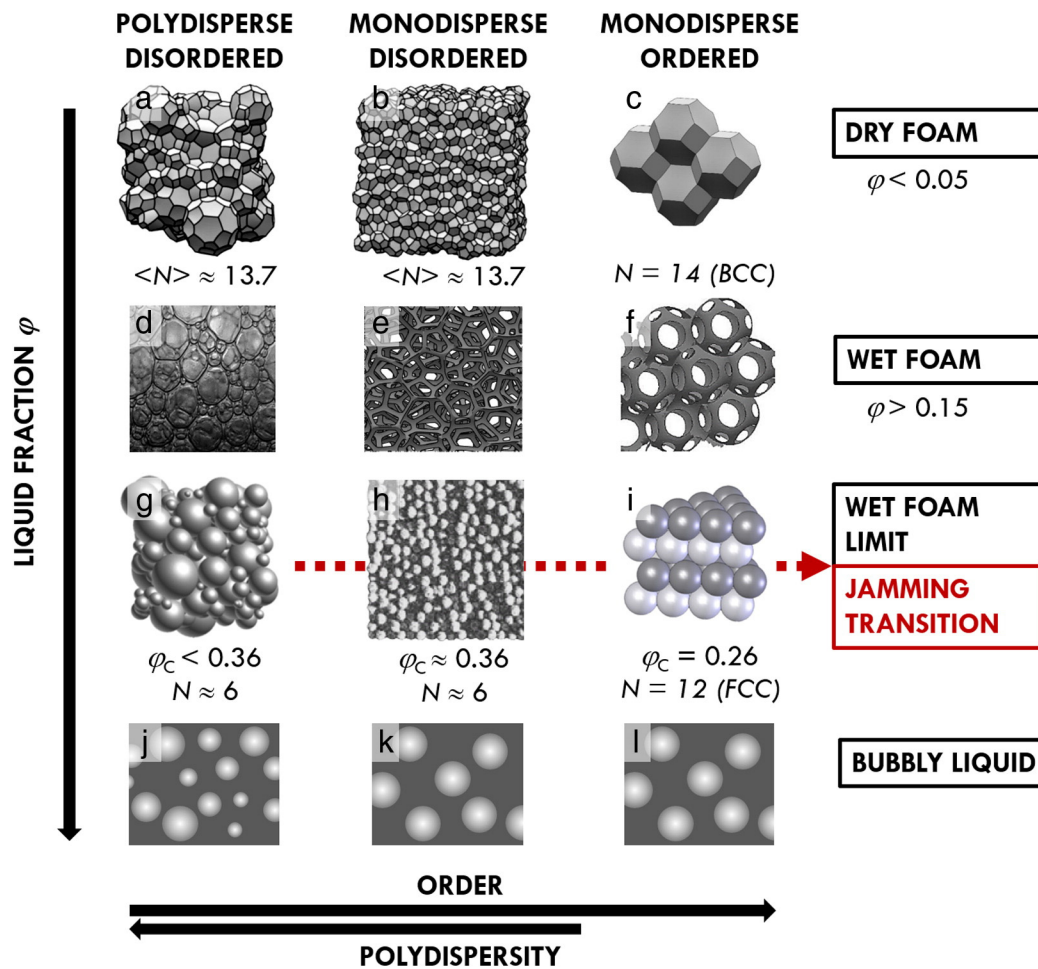 POLYDISPERSE
DISORDERED
MONODISPERSE
DISORDERED
MONODISPERSE
ORDERED
a
b
c
DRY FOAM
φ < 0.05
<N> ≈ 13.7
<N> ≈ 13.7
N = 14 (BCC)
d
e
f
WET FOAM
φ > 0.15
LIQUID FRACTION φ
g
h
i
WET FOAM
LIMIT
JAMMING
TRANSITION
φC < 0.36
N ≈ 6
φC ≈ 0.36
N ≈ 6
φC = 0.26
N = 12 (FCC)
j
k
l
BUBBLY LIQUID
ORDER
POLYDISPERSITY